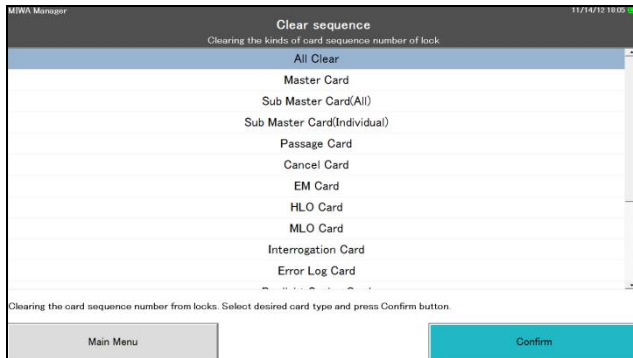 MIWA Manager
11/14/12 18:05
Clear sequence
Clearing the kinds of card sequence number of lock
All Clear
Master Card
Sub Master Card(All)
Sub Master Card(Individual)
Passage Card
Cancel Card
EM Card
HLO Card
MLO Card
Interrogation Card
Error Log Card
Clearing the card sequence number from locks. Select desired card type and press Confirm button.
Main Menu
Confirm